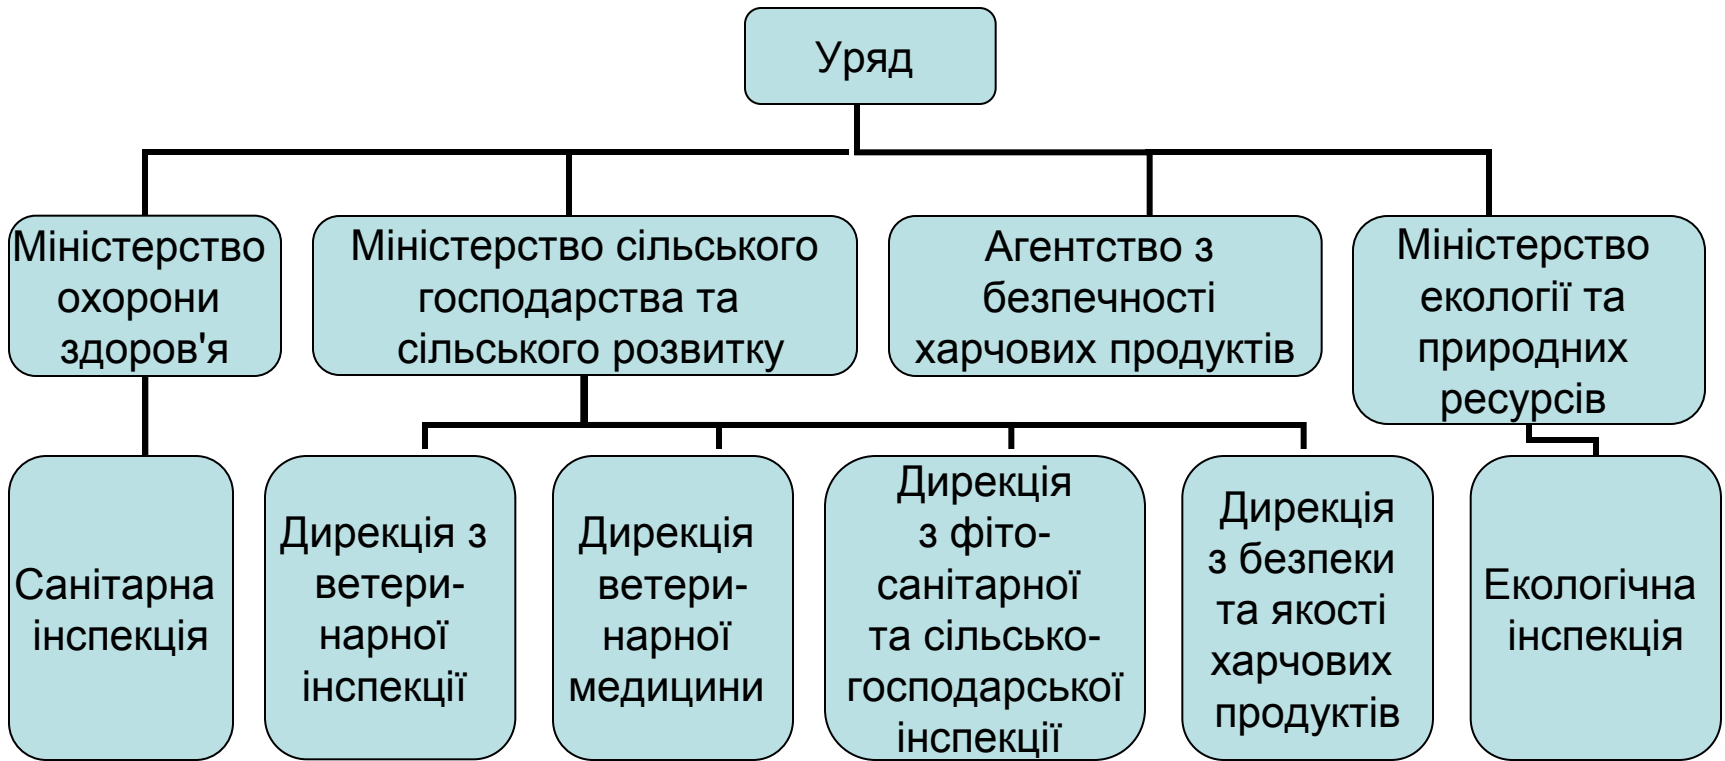 Уряд
Міністерство
охорони
здоров'я
Міністерство сільського
господарства та
сільського розвитку
Агентство з
безпечності
харчових продуктів
Міністерство
екології та
природних
ресурсів
Санітарна
інспекція
Дирекція з
ветери-
нарної
інспекції
Дирекція
ветери-
нарної
медицини
Дирекція
з фіто-
санітарної
та сільсько-
господарської
інспекції
Дирекція
з безпеки
та якості
харчових
продуктів
Екологічна
інспекція